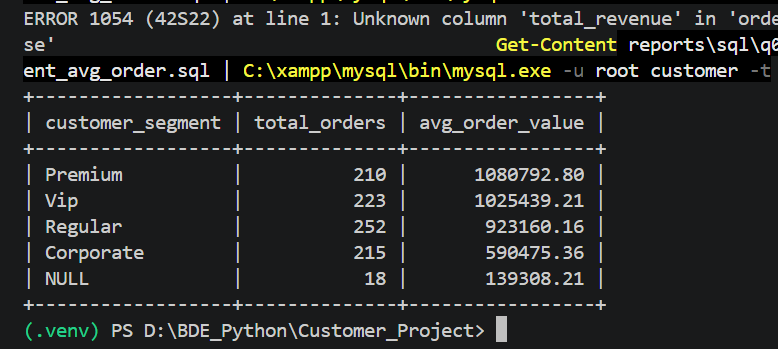 ERROR 1054 (42S22) at line 1: Unknown column 'total_revenue' in 'orde
se' Get-Content reports\sql\q0
ent_avg_order.sql | C:\xampp\mysql\bin\mysql.exe -u root customer -t
+------------------+--------------+-----------------+
| customer_segment | total_orders | avg_order_value |
+------------------+--------------+-----------------+
| Premium          |          210 |      1080792.80 |
| Vip              |          223 |      1025439.21 |
| Regular          |          252 |       923160.16 |
| Corporate        |          215 |       590475.36 |
| NULL             |           18 |       139308.21 |
+------------------+--------------+-----------------+
(.venv) PS D:\BDE_Python\Customer_Project>